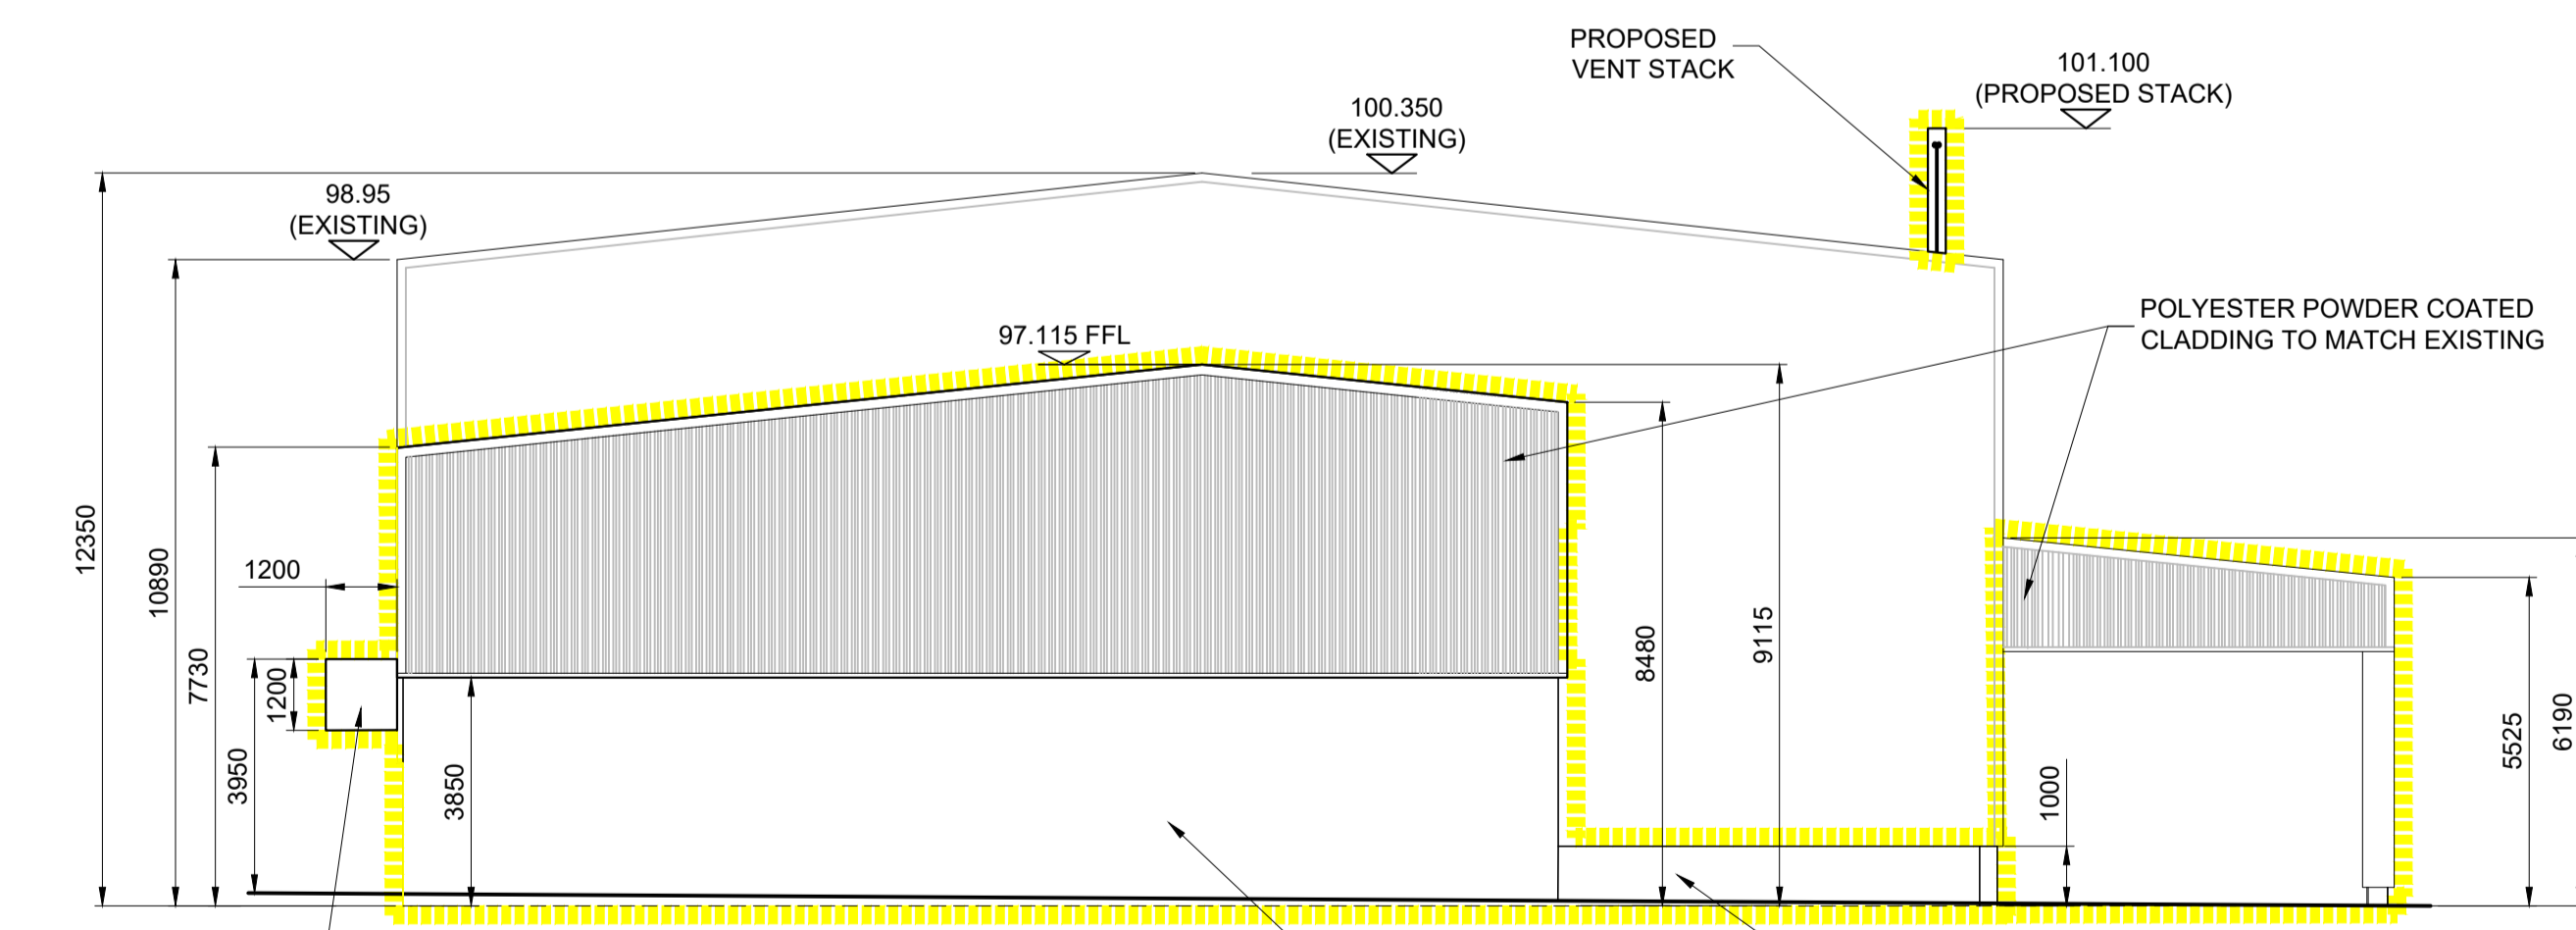 PROPOSED
VENT STACK
101.100
(PROPOSED STACK)
100.350
(EXISTING)
98.95
(EXISTING)
97.115 FFL
POLYESTER POWDER COATED
CLADDING TO MATCH EXISTING
12350
10890
7730
1200
1200
3950
3850
8480
9115
1000
5525
6190